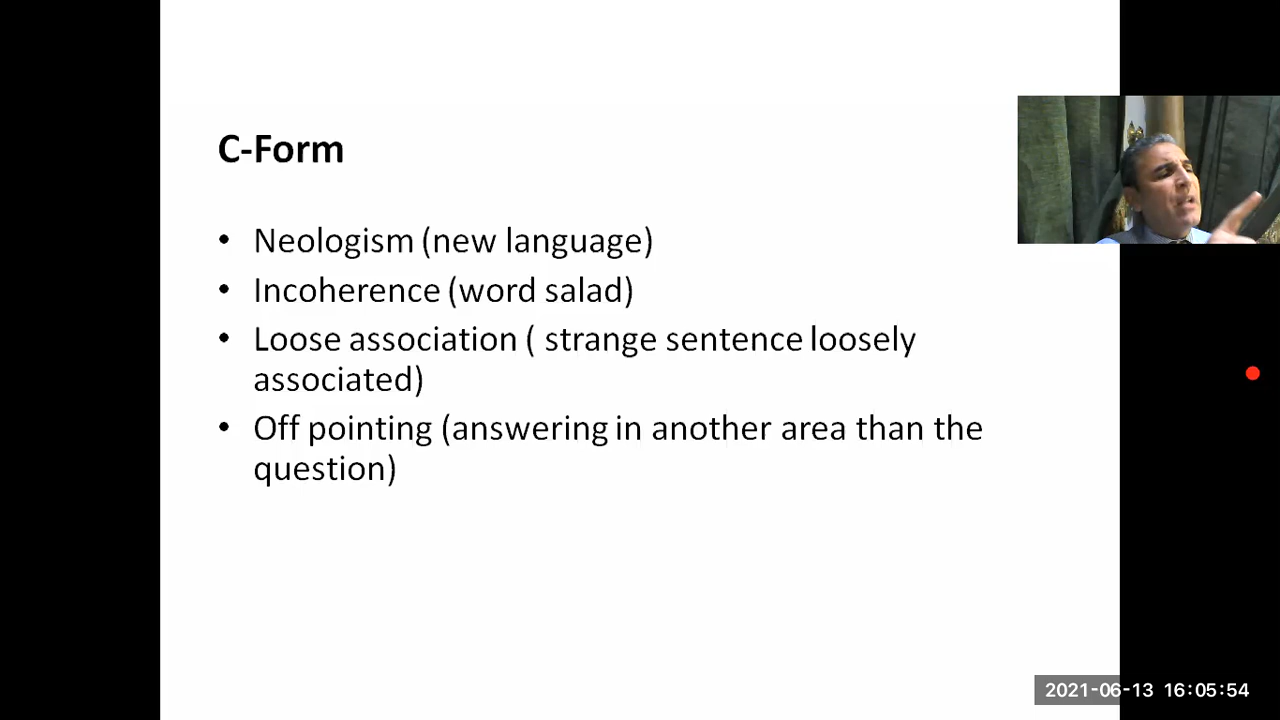 C-Form
• Neologism (new language)
• Incoherence (word salad)
• Loose association ( strange sentence loosely
associated)
• Off pointing (answering in another area than the
question)
2021-06-13 16:05:54